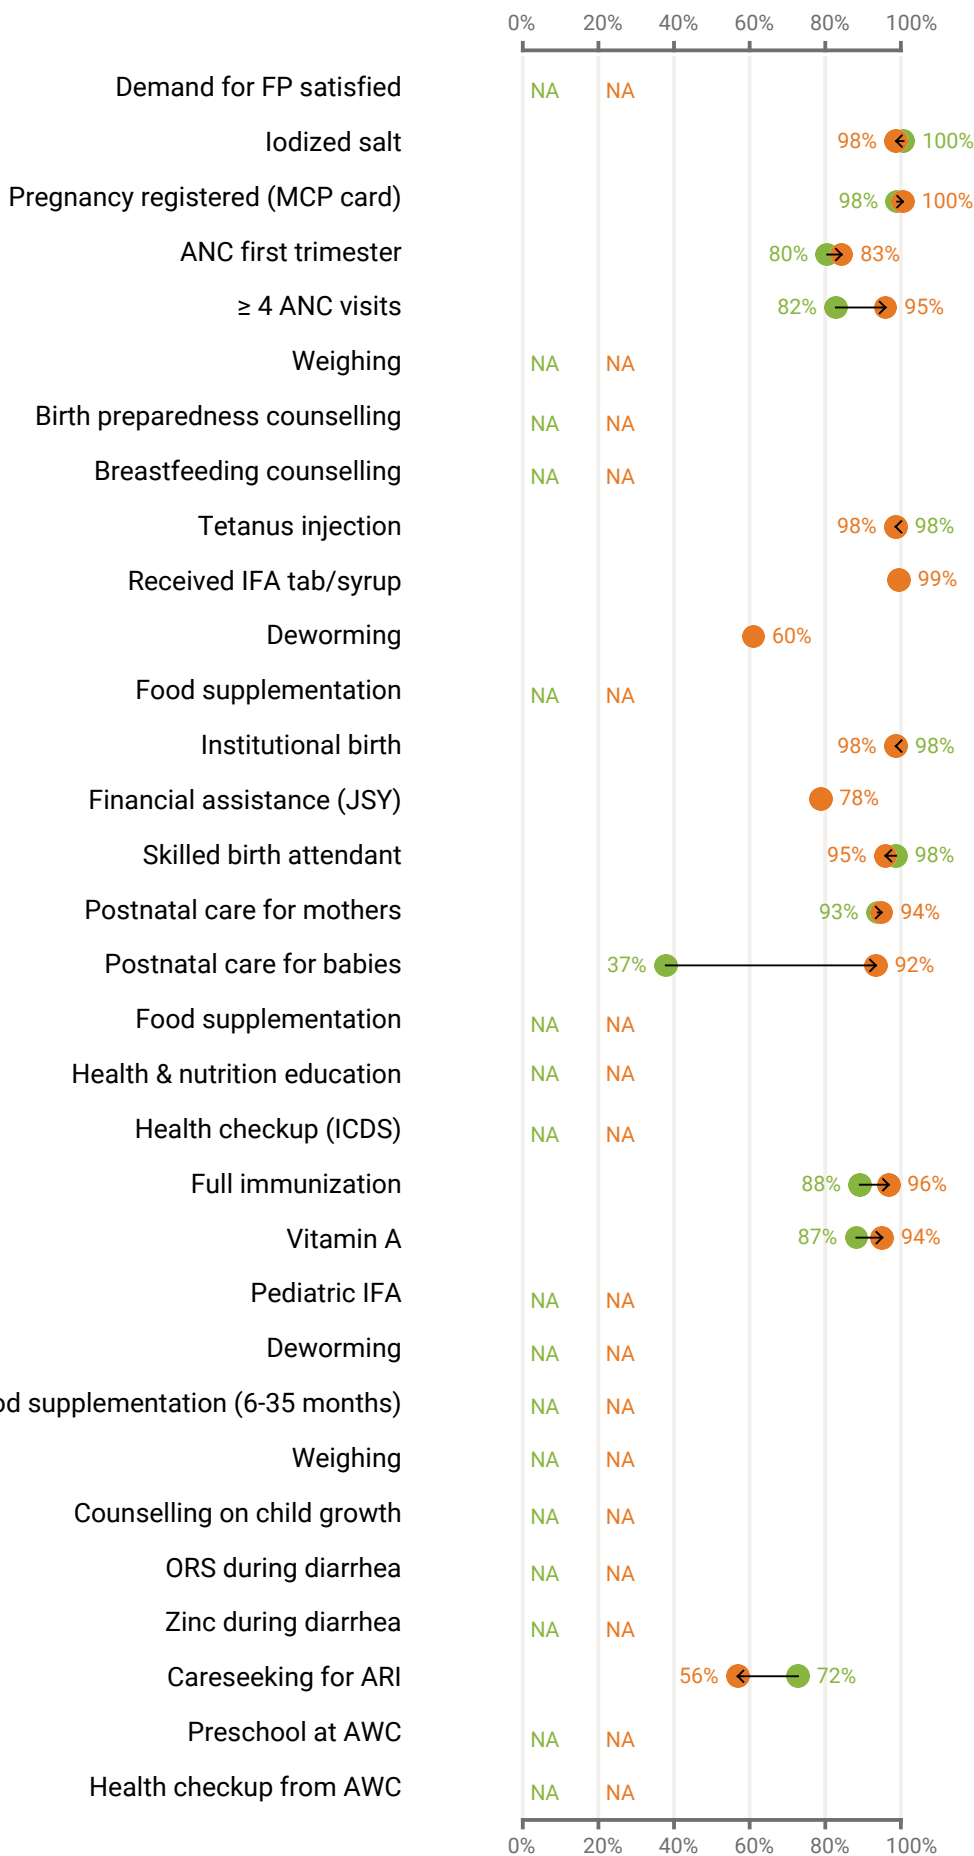 0% 20% 40% 60% 80% 100%
Demand for FP satisfied NA NA
Iodized salt 98% 100%
Pregnancy registered (MCP card) 98% 100%
ANC first trimester 80% 83%
≥ 4 ANC visits 82% 95%
Weighing NA NA
Birth preparedness counselling NA NA
Breastfeeding counselling NA NA
Tetanus injection 98% 98%
Received IFA tab/syrup 99%
Deworming 60%
Food supplementation NA NA
Institutional birth 98% 98%
Financial assistance (JSY) 78%
Skilled birth attendant 95% 98%
Postnatal care for mothers 93% 94%
Postnatal care for babies 37% 92%
Food supplementation NA NA
Health & nutrition education NA NA
Health checkup (ICDS) NA NA
Full immunization 88% 96%
Vitamin A 87% 94%
Pediatric IFA NA NA
Deworming NA NA
od supplementation (6-35 months) NA NA
Weighing NA NA
Counselling on child growth NA NA
ORS during diarrhea NA NA
Zinc during diarrhea NA NA
Careseeking for ARI 56% 72%
Preschool at AWC NA NA
Health checkup from AWC NA NA
0% 20% 40% 60% 80% 100%